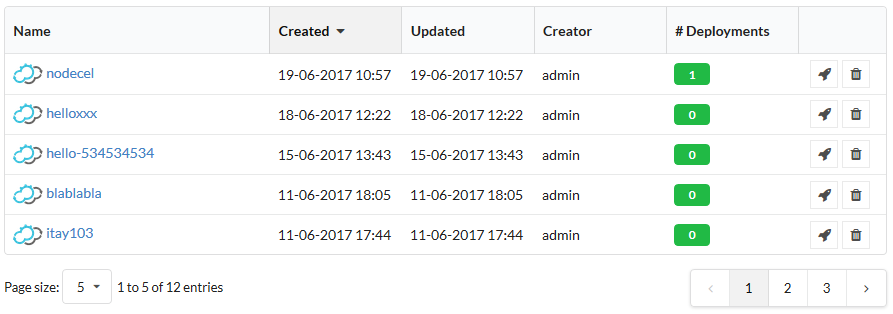 Name Created Updated Creator # Deployments
nodecel 19-06-2017 10:57 19-06-2017 10:57 admin 1
helloxxx 18-06-2017 12:22 18-06-2017 12:22 admin 0
hello-534534534 15-06-2017 13:43 15-06-2017 13:43 admin 0
blablabla 11-06-2017 18:05 11-06-2017 18:05 admin 0
itay103 11-06-2017 17:44 11-06-2017 17:44 admin 0
Page size: 5 1 to 5 of 12 entries ‹ 1 2 3 ›